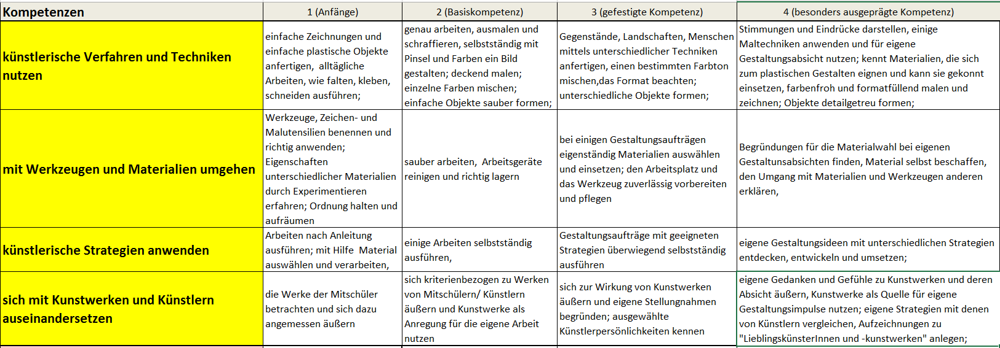 Kompetenzen
1 (Anfänge)
2 (Basiskompetenz)
3 (gefestigte Kompetenz)
4 (besonders ausgeprägte Kompetenz)
künstlerische Verfahren und Techniken
nutzen
einfache Zeichnungen und
einfache plastische Objekte
anfertigen, alltägliche
Arbeiten, wie falten, kleben,
schneiden ausführen;
genau arbeiten, ausmalen und
schraffieren, selbstständig mit
Pinsel und Farben ein Bild
gestalten; deckend malen;
einzelne Farben mischen;
einfache Objekte sauber formen;
Gegenstände, Landschaften, Menschen
mittels unterschiedlicher Techniken
anfertigen, einen bestimmten Farbton
mischen,das Format beachten;
unterschiedliche Objekte formen;
Stimmungen und Eindrücke darstellen, einige
Maltechniken anwenden und für eigene
Gestaltungsabsicht nutzen; kennt Materialien, die sich
zum plastischen Gestalten eignen und kann sie gekonnt
einsetzen, farbenfroh und formatfüllend malen und
zeichnen; Objekte detailgetreu formen;
mit Werkzeugen und Materialien umgehen
Werkzeuge, Zeichen- und
Malutensilien benennen und
richtig anwenden;
Eigenschaften
unterschiedlicher Materialien
durch Experimentieren
erfahren; Ordnung halten und
aufräumen
sauber arbeiten, Arbeitsgeräte
reinigen und richtig lagern
bei einigen Gestaltungsaufträgen
eigenständig Materialien auswählen
und einsetzen; den Arbeitsplatz und
das Werkzeug zuverlässig vorbereiten
und pflegen
Begründungen für die Materialwahl bei eigenen
Gestaltunsabsichten finden, Material selbst beschaffen,
den Umgang mit Materialien und Werkzeugen anderen
erklären,
künstlerische Strategien anwenden
Arbeiten nach Anleitung
ausführen; mit Hilfe Material
auswählen und verarbeiten,
einige Arbeiten selbstständig
ausführen,
Gestaltungsaufträge mit geeigneten
Strategien überwiegend selbstständig
ausführen
eigene Gestaltungsideen mit unterschiedlichen Strategien
entdecken, entwickeln und umsetzen;
sich mit Kunstwerken und Künstlern
auseinandersetzen
die Werke der Mitschüler
betrachten und sich dazu
angemessen äußern
sich kriterienbezogen zu Werken
von Mitschülern/ Künstlern
äußern und Kunstwerke als
Anregung für die eigene Arbeit
nutzen
sich zur Wirkung von Kunstwerken
äußern und eigene Stellungnahmen
begründen; ausgewählte
Künstlerpersönlichkeiten kennen
eigene Gedanken und Gefühle zu Kunstwerken und deren
Absicht äußern, Kunstwerke als Quelle für eigene
Gestaltungsimpulse nutzen; eigene Strategien mit denen
von Künstlern vergleichen, Aufzeichnungen zu
"LieblingskünsterInnen und -kunstwerken" anlegen;